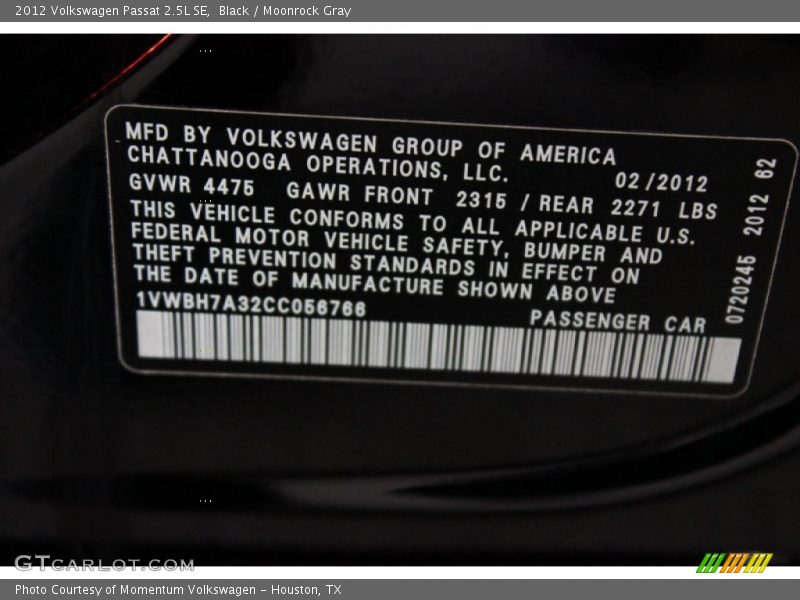 2012 Volkswagen Passat 2.5L SE, Black / Moonrock Gray
MFD BY VOLKSWAGEN GROUP OF AMERICA
CHATTANOOGA OPERATIONS, LLC.
02/2012
GVWR 4475 GAWR FRONT 2315 / REAR 2271 LBS
THIS VEHICLE CONFORMS TO ALL APPLICABLE U.S.
FEDERAL MOTOR VEHICLE SAFETY, BUMPER AND
THEFT PREVENTION STANDARDS IN EFFECT ON
THE DATE OF MANUFACTURE SHOWN ABOVE
1VWBH7A32CC056766
PASSENGER CAR
0720245 2012 62
GTCARLOT.COM
Photo Courtesy of Momentum Volkswagen - Houston, TX